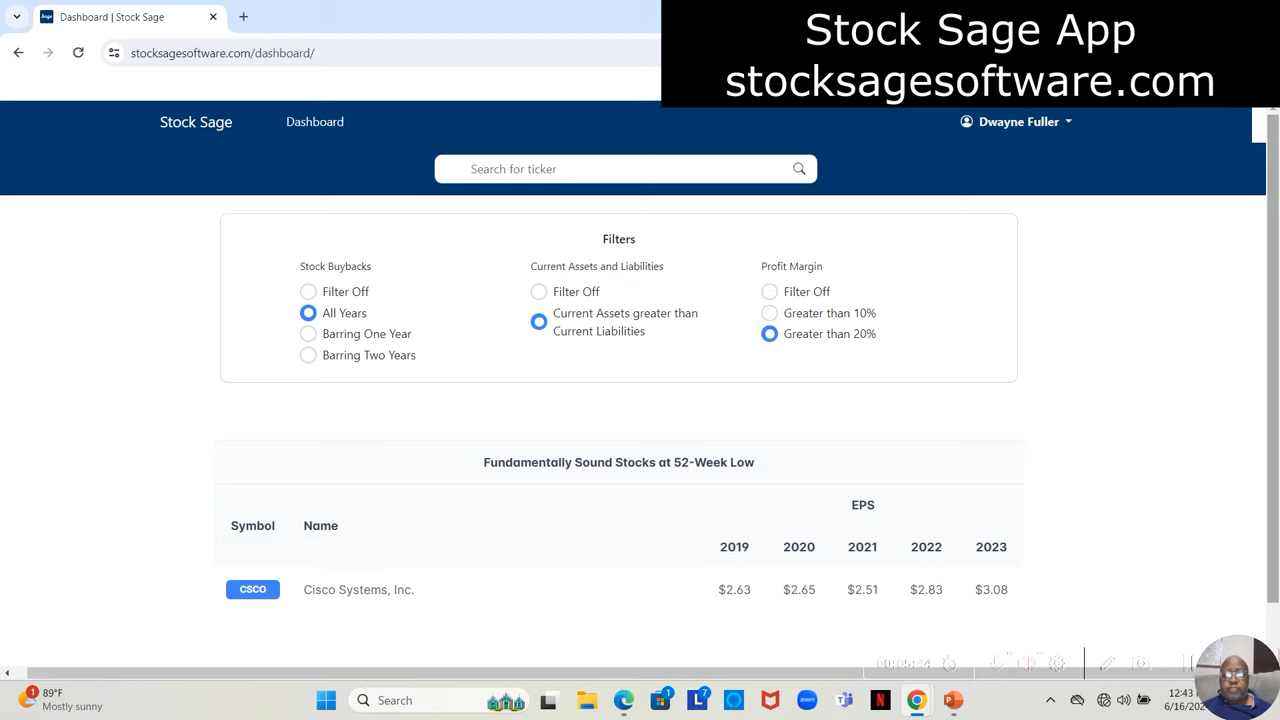 Dashboard | Stock Sage
Stock Sage App
stocksagesoftware.com
stocksagesoftware.com/dashboard/
Stock Sage
Dashboard
Dwayne Fuller
Search for ticker
Filters
Stock Buybacks
Filter Off
All Years
Barring One Year
Barring Two Years
Current Assets and Liabilities
Filter Off
Current Assets greater than
Current Liabilities
Profit Margin
Filter Off
Greater than 10%
Greater than 20%
Fundamentally Sound Stocks at 52-Week Low
EPS
Symbol Name
2019 2020 2021 2022 2023
CSCO Cisco Systems, Inc. $2.63 $2.65 $2.51 $2.83 $3.08
1
89°F
Mostly sunny
Search
1
7
zoom
12:43